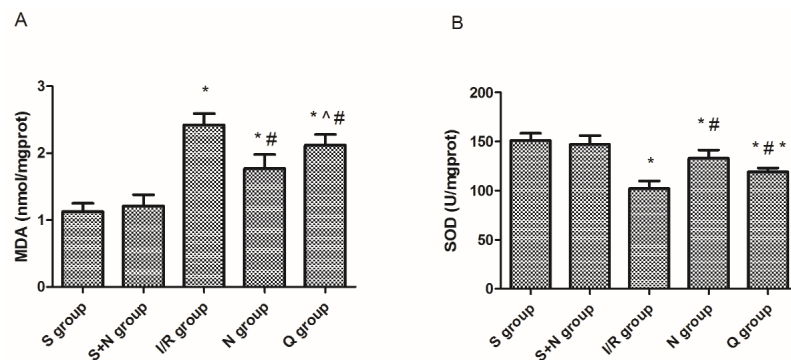 A
MDA (nmol/mgprot)
3
2
1
0
*
* #
* ^ #
S group
S+N group
I/R group
N group
Q group
B
SOD (U/mgprot)
200
150
100
50
0
*
* #
* # *
S group
S+N group
I/R group
N group
Q group